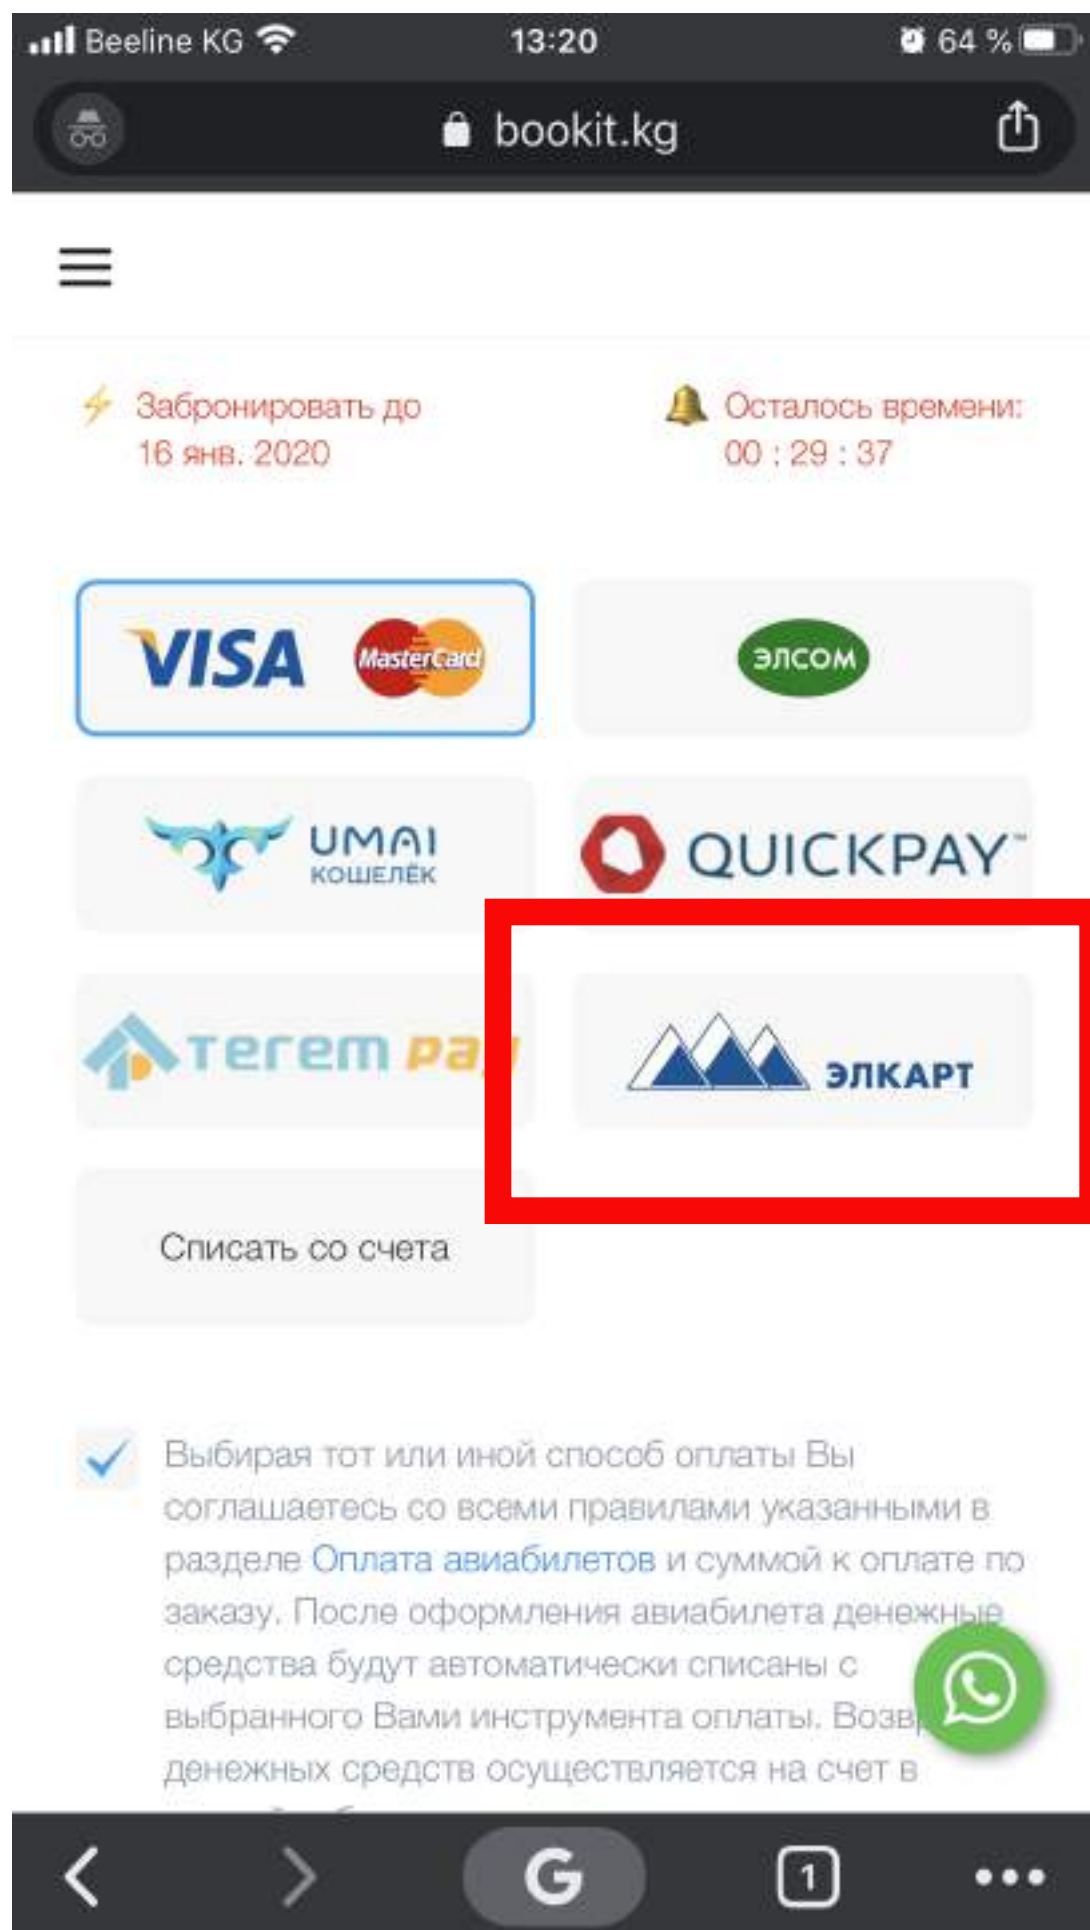 Beeline KG 13:20 64 %
bookit.kg
Забронировать до
16 янв. 2020
Осталось времени:
00 : 29 : 37
VISA MasterCard
элсом
UMAI
КОШЕЛЁК
QUICKPAY™
тегем pay
ЭЛКАРТ
Списать со счета
Выбирая тот или иной способ оплаты Вы
соглашаетесь со всеми правилами указанными в
разделе Оплата авиабилетов и суммой к оплате по
заказу. После оформления авиабилета денежные
средства будут автоматически списаны с
выбранного Вами инструмента оплаты.
денежных средств осуществляется на счет в
G 1